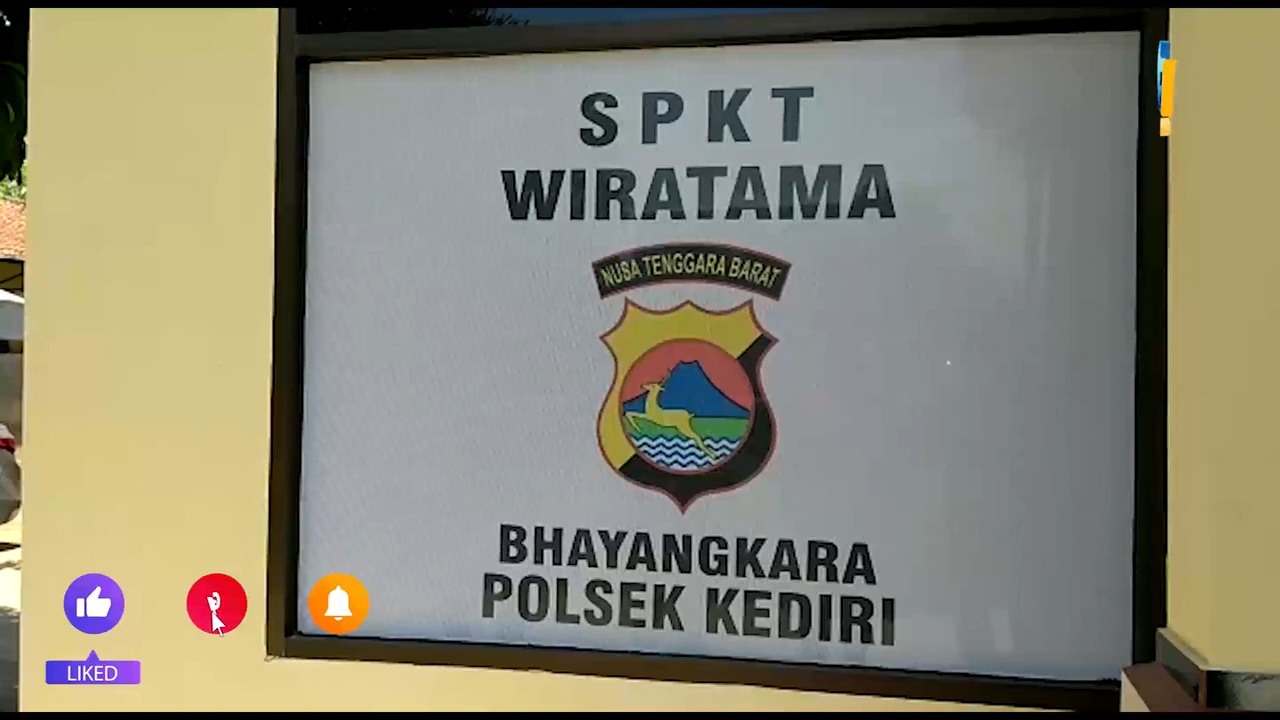 SPKT
WIRATAMA
NUSA TENGGARA BARAT
BHAYANGKARA
POLSEK KEDIRI
LIKED